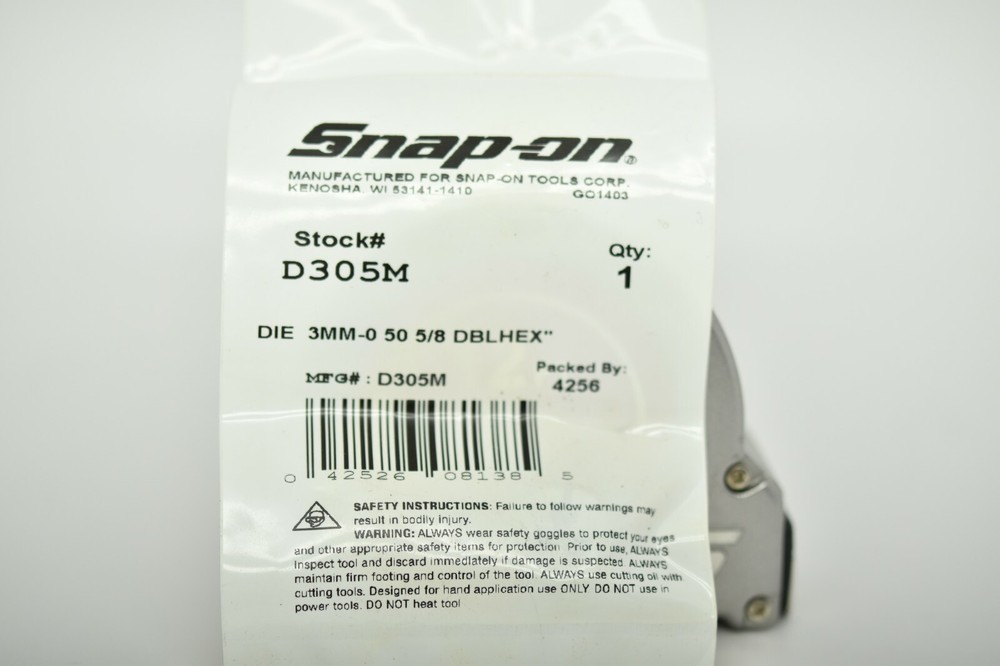 Snap-on®
MANUFACTURED FOR SNAP-ON TOOLS CORP.
KENOSHA, WI 53141-1410 GO1403
Stock#
D305M
Qty:
1
DIE 3MM-0 50 5/8 DBLHEX"
MFG# : D305M
Packed By:
4256
0 42526 08138 5
SAFETY INSTRUCTIONS: Failure to follow warnings may
result in bodily injury.
WARNING: ALWAYS wear safety goggles to protect your eyes
and other appropriate safety items for protection Prior to use, ALWAYS
Inspect tool and discard immediately if damage is suspected. ALWAYS
maintain firm footing and control of the tool. ALWAYS use cutting oil with
cutting tools. Designed for hand application use ONLY DO NOT use in
power tools. DO NOT heat tool